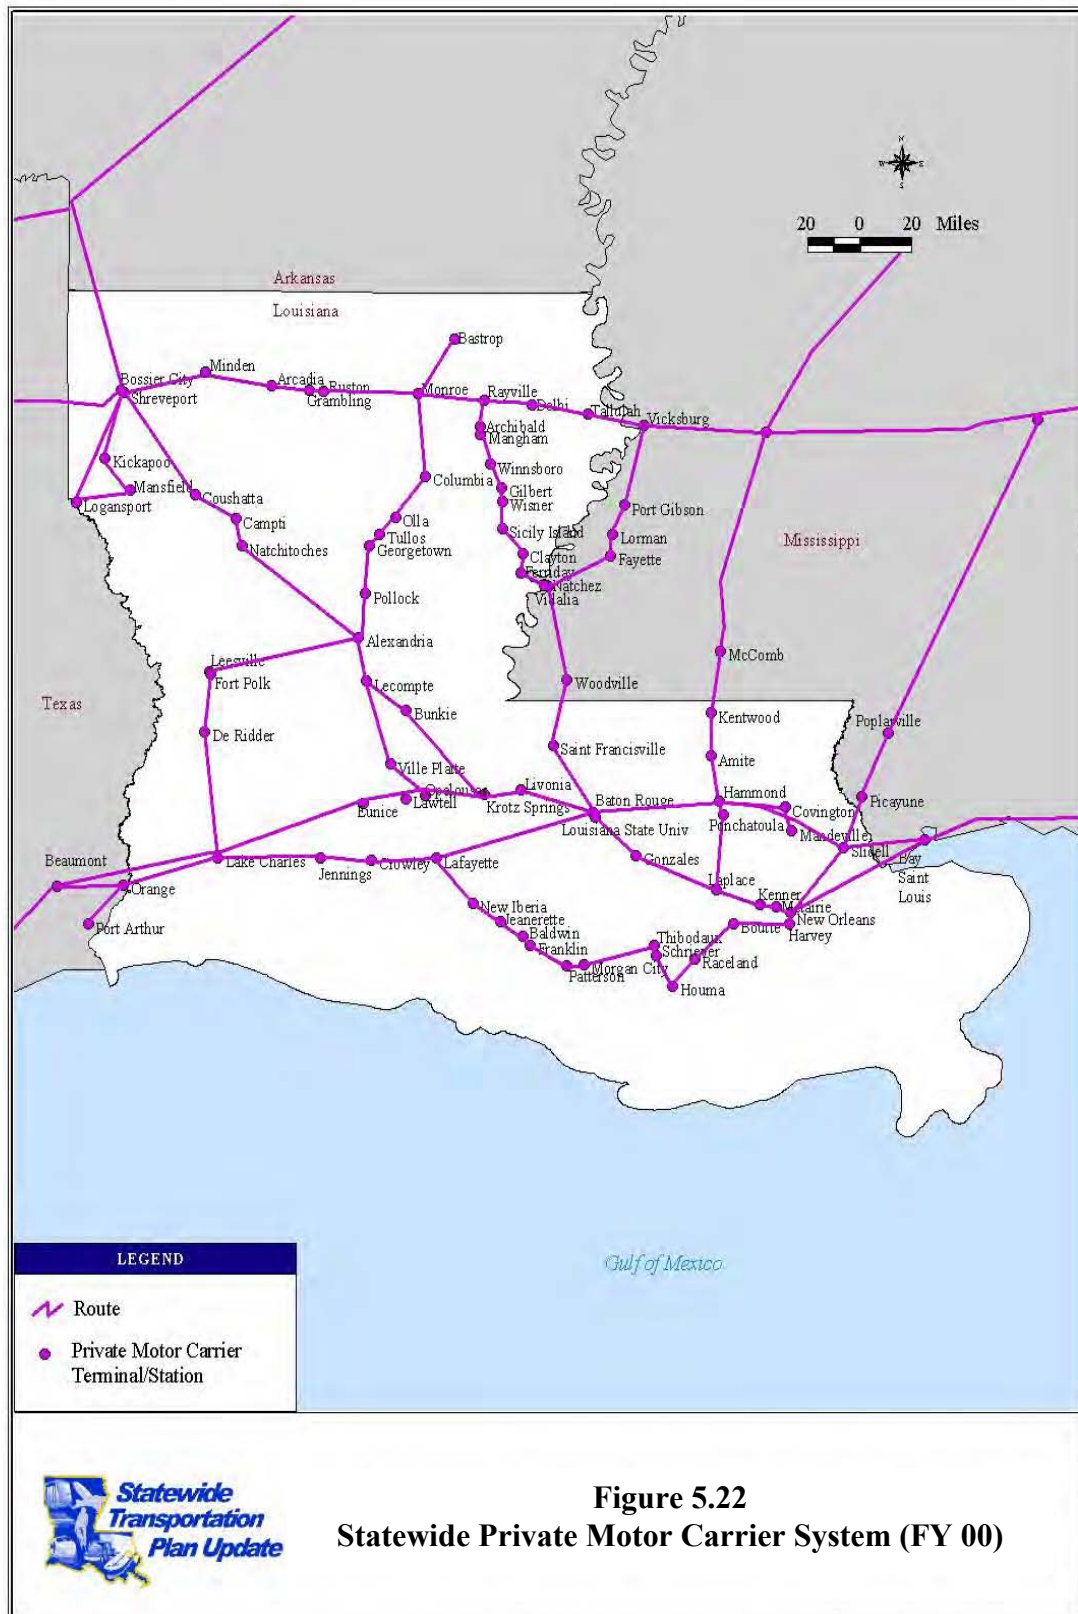 N
W E
S
20 0 20 Miles
Arkansas
Louisiana
Bastrop
Minden
Bossier City
Shreveport
Arcadia
Ruston
Grambling
Monroe
Rayville
Delhi
Tallulah
Vicksburg
Archibald
Mangham
Kickapoo
Winnsboro
Mansfield
Columbia
Logansport
Coushatta
Gilbert
Wisner
Port Gibson
Campti
Olla
Tullos
Sicily Island
Lorman
Mississippi
Natchitoches
Georgetown
Clayton
Fayette
Ferriday
Natchez
Vidalia
Pollock
Alexandria
McComb
Leesville
Fort Polk
Lecompte
Woodville
Texas
Bunkie
Kentwood
Poplarville
De Ridder
Saint Francisville
Amite
Ville Platte
Opelousas
Livonia
Lawtell
Eunice
Krotz Springs
Baton Rouge
Hammond
Covington
Picayune
Louisiana State Univ
Ponchatoula
Mandeville
Slidell
Beaumont
Lake Charles
Jennings
Crowley
Lafayette
Gonzales
Bay
Saint
Louis
Orange
Laplace
Kenner
Metairie
New Orleans
Harvey
Port Arthur
New Iberia
Jeanerette
Baldwin
Franklin
Patterson
Morgan City
Thibodaux
Schriever
Boutte
Raceland
Houma
Gulf of Mexico
LEGEND
Route
Private Motor Carrier
Terminal/Station
Statewide
Transportation
Plan Update
Figure 5.22
Statewide Private Motor Carrier System (FY 00)